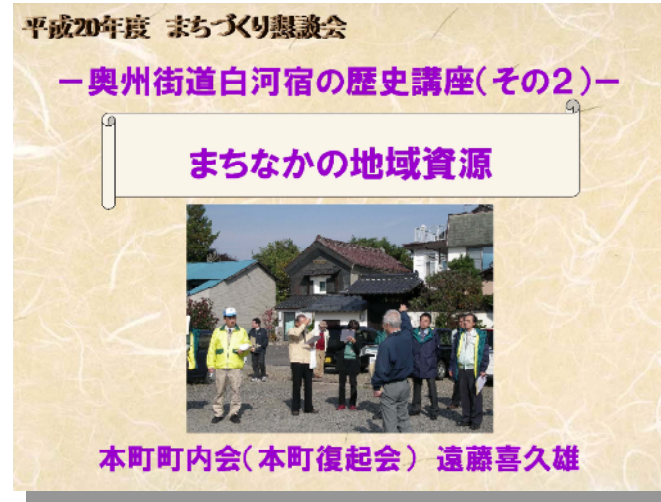 平成20年度 まちづくり懇談会
－奥州街道白河宿の歴史講座(その2)－
まちなかの地域資源
本町町内会(本町復起会) 遠藤喜久雄